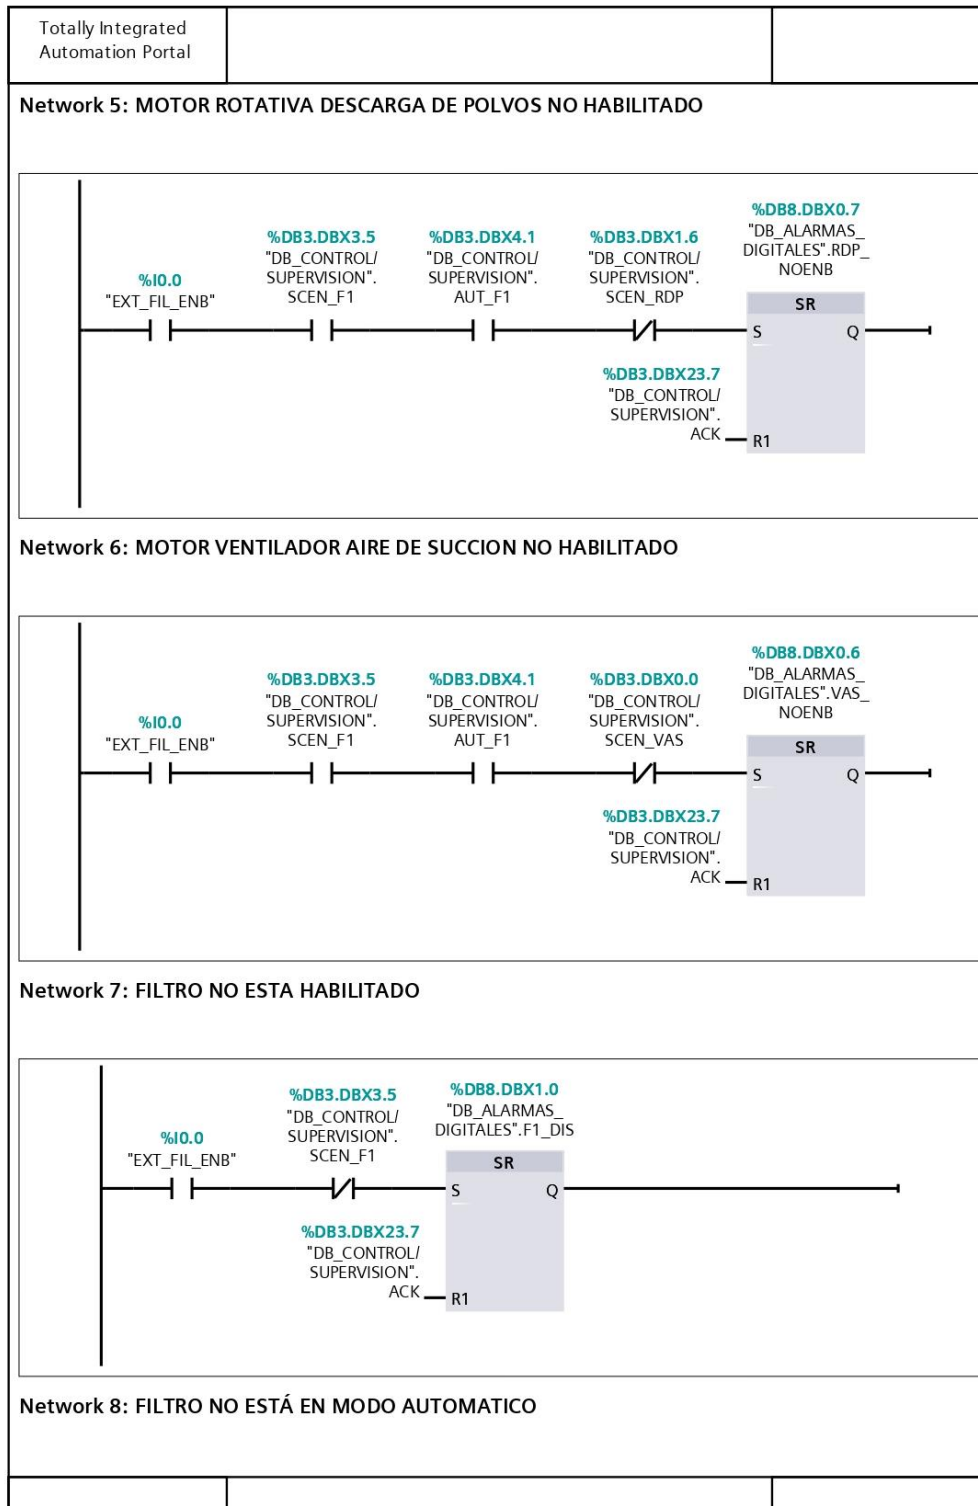 Totally Integrated
Automation Portal
Network 5: MOTOR ROTATIVA DESCARGA DE POLVOS NO HABILITADO
%I0.0
"EXT_FIL_ENB"
%DB3.DBX3.5
"DB_CONTROL/
SUPERVISION".
SCEN_F1
%DB3.DBX4.1
"DB_CONTROL/
SUPERVISION".
AUT_F1
%DB3.DBX1.6
"DB_CONTROL/
SUPERVISION".
SCEN_RDP
%DB8.DBX0.7
"DB_ALARMAS_
DIGITALES".RDP_
NOENB
SR
S
Q
%DB3.DBX23.7
"DB_CONTROL/
SUPERVISION".
ACK
R1
Network 6: MOTOR VENTILADOR AIRE DE SUCCION NO HABILITADO
%I0.0
"EXT_FIL_ENB"
%DB3.DBX3.5
"DB_CONTROL/
SUPERVISION".
SCEN_F1
%DB3.DBX4.1
"DB_CONTROL/
SUPERVISION".
AUT_F1
%DB3.DBX0.0
"DB_CONTROL/
SUPERVISION".
SCEN_VAS
%DB8.DBX0.6
"DB_ALARMAS_
DIGITALES".VAS_
NOENB
SR
S
Q
%DB3.DBX23.7
"DB_CONTROL/
SUPERVISION".
ACK
R1
Network 7: FILTRO NO ESTA HABILITADO
%I0.0
"EXT_FIL_ENB"
%DB3.DBX3.5
"DB_CONTROL/
SUPERVISION".
SCEN_F1
%DB8.DBX1.0
"DB_ALARMAS_
DIGITALES".F1_DIS
SR
S
Q
%DB3.DBX23.7
"DB_CONTROL/
SUPERVISION".
ACK
R1
Network 8: FILTRO NO ESTÁ EN MODO AUTOMATICO